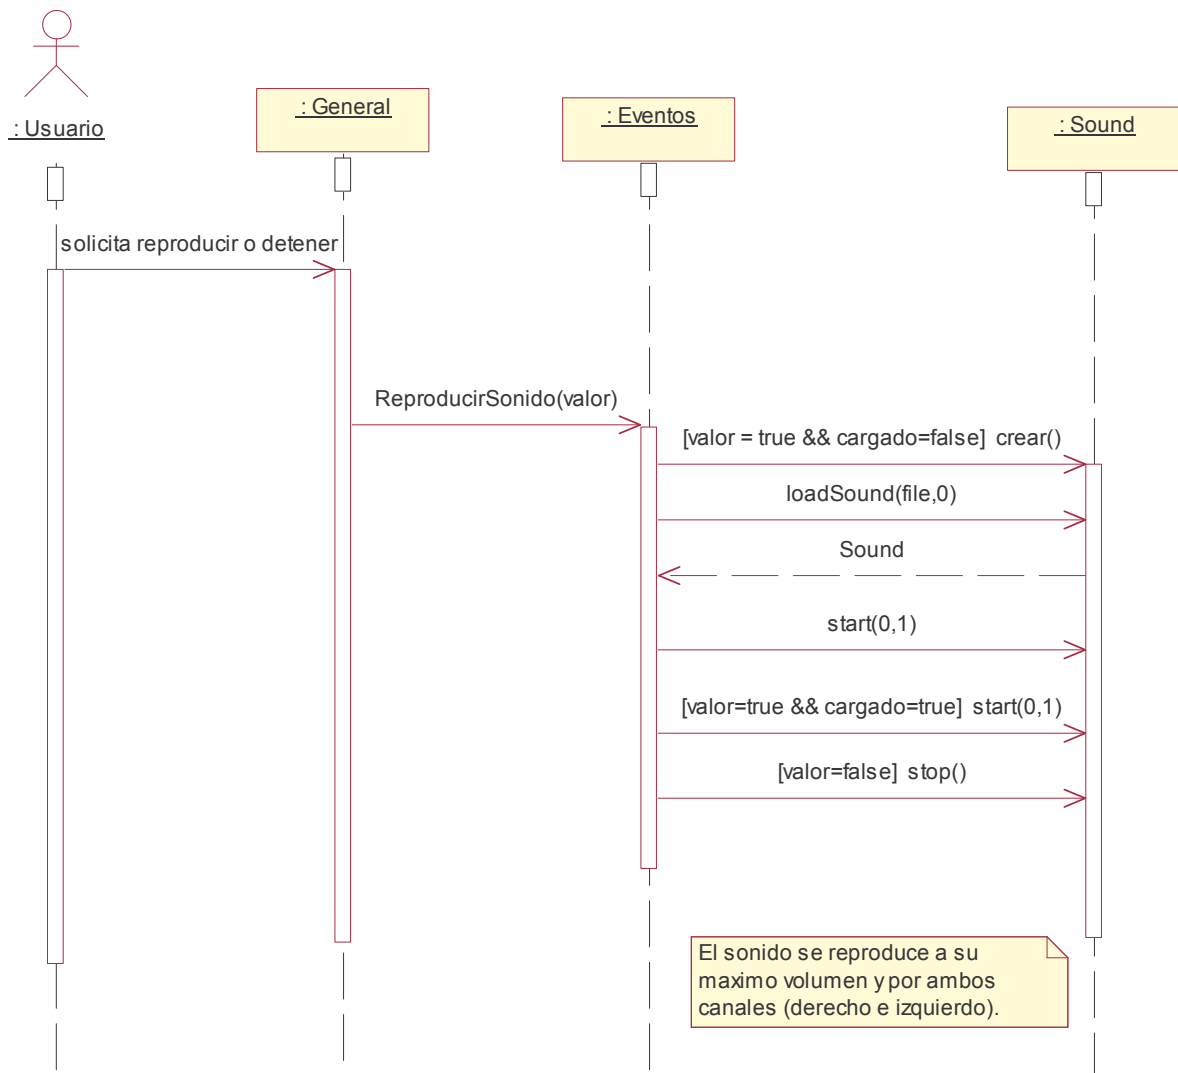 : Usuario
: General
: Eventos
: Sound
solicita reproducir o detener
ReproducirSonido(valor)
[valor = true && cargado=false] crear()
loadSound(file,0)
Sound
start(0,1)
[valor=true && cargado=true] start(0,1)
[valor=false] stop()
El sonido se reproduce a su
maximo volumen y por ambos
canales (derecho e izquierdo).